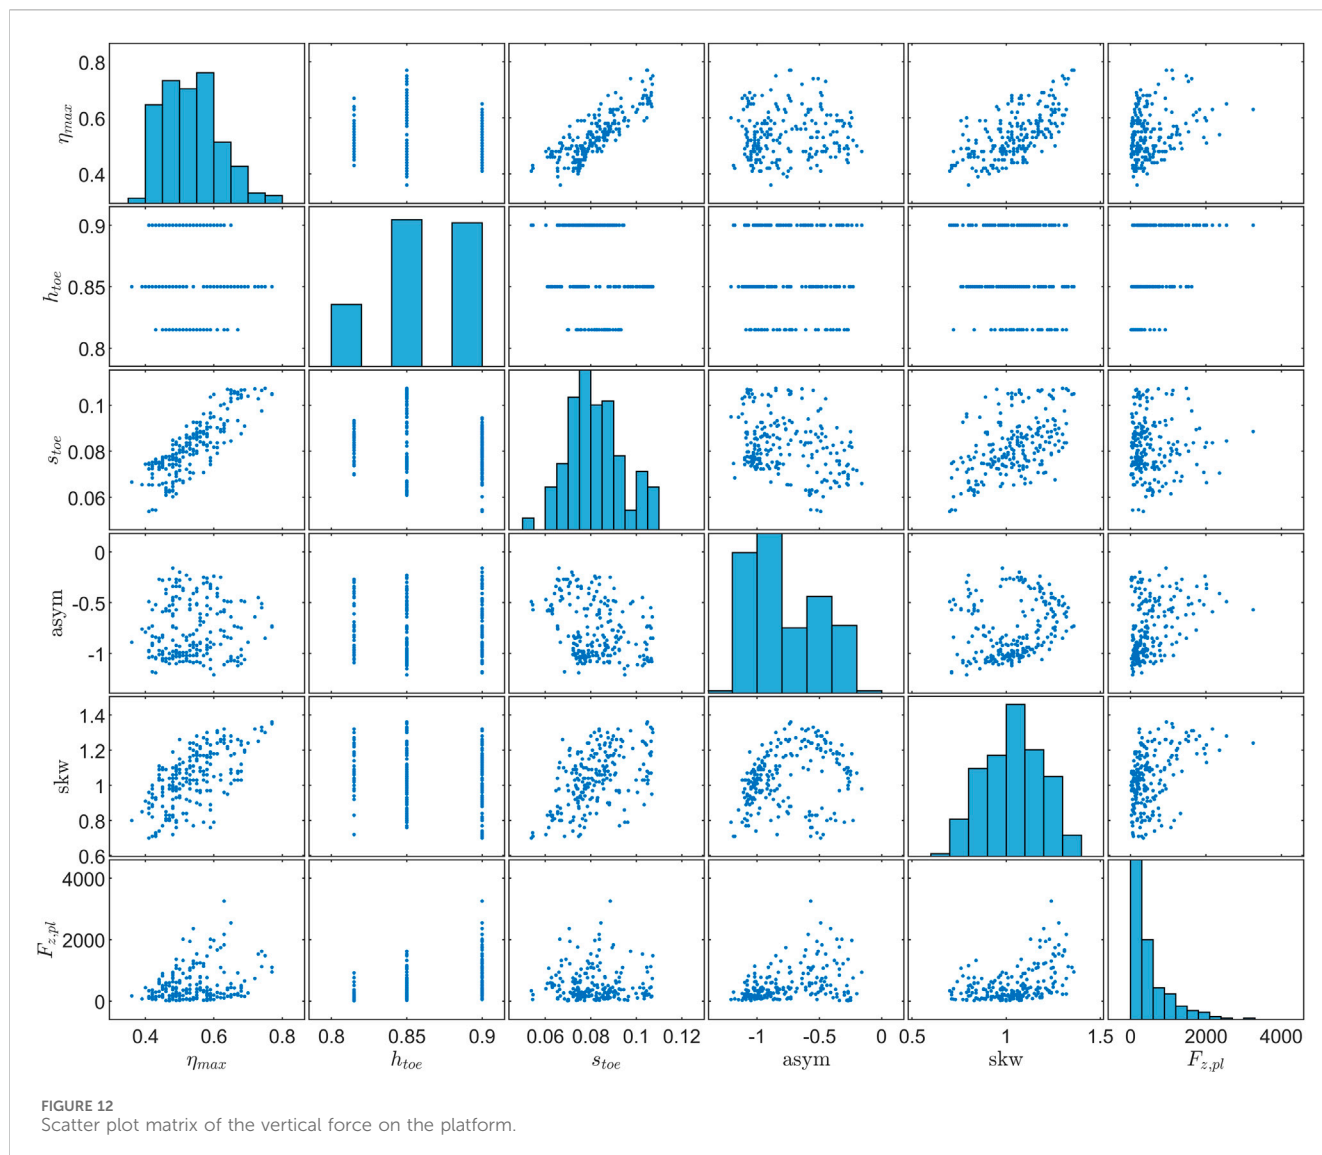 0.8
0.6
0.4
η_max
0.9
0.85
0.8
h_toe
0.1
0.08
0.06
s_toe
0
-0.5
-1
asym
1.4
1.2
1
0.8
0.6
skw
4000
2000
0
F_z,pl
0.4 0.6 0.8 0.8 0.85 0.9 0.06 0.08 0.1 0.12 -1 -0.5 0 0.5 1 1.5 0 2000 4000
η_max h_toe s_toe asym skw F_z,pl
FIGURE 12
Scatter plot matrix of the vertical force on the platform.